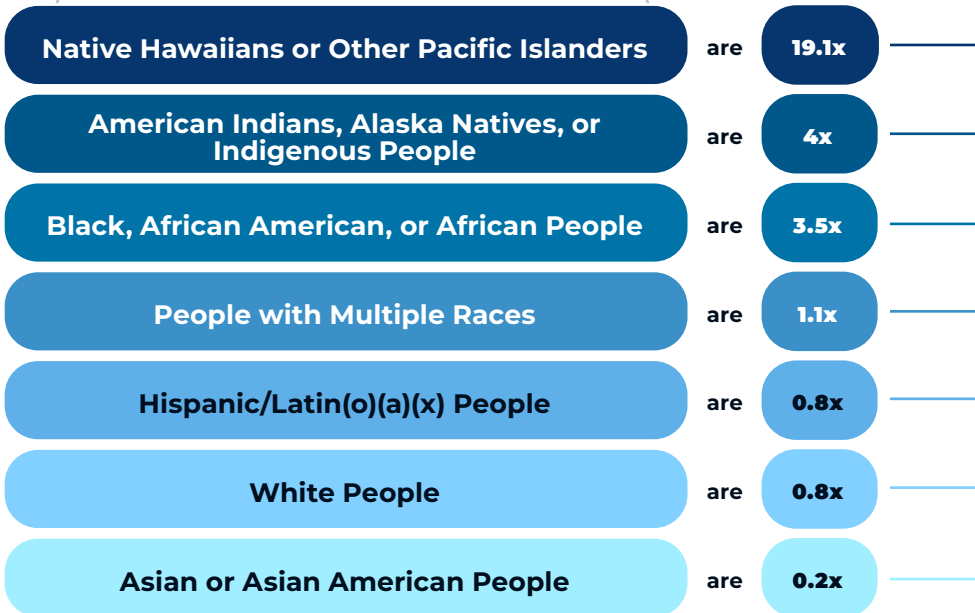 Native Hawaiians or Other Pacific Islanders are 19.1x
American Indians, Alaska Natives, or
Indigenous People are 4x
Black, African American, or African People are 3.5x
People with Multiple Races are 1.1x
Hispanic/Latin(o)(a)(x) People are 0.8x
White People are 0.8x
Asian or Asian American People are 0.2x